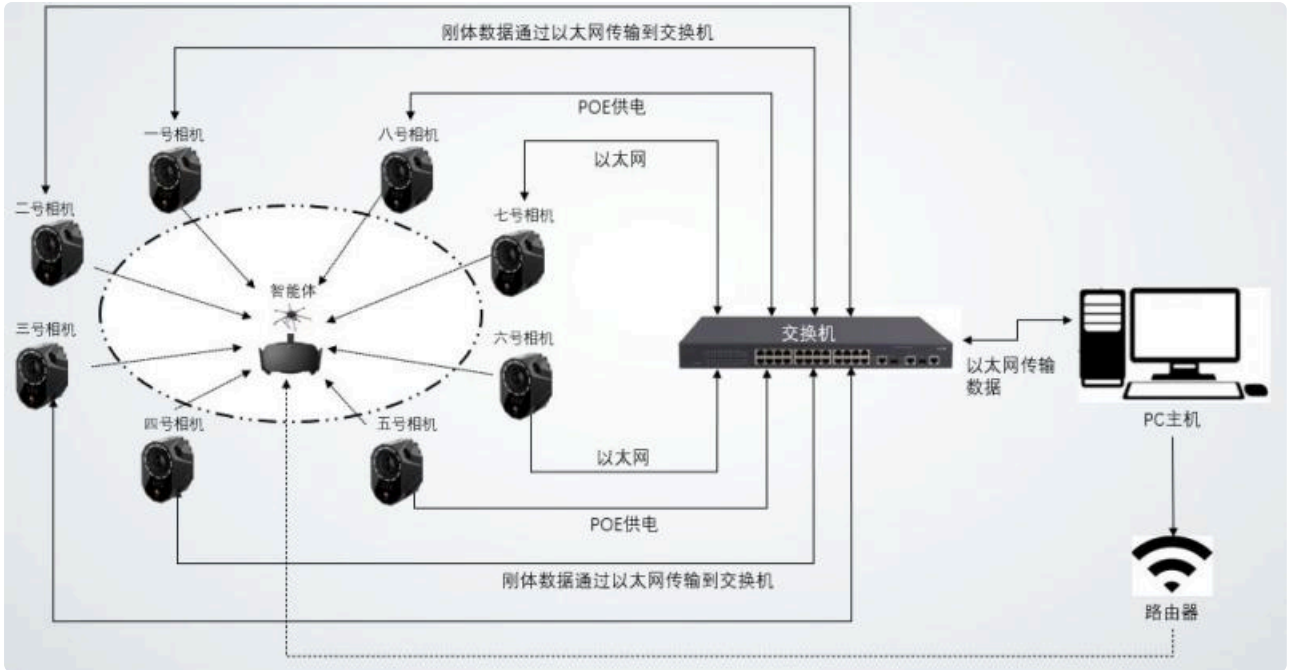 刚体数据通过以太网传输到交换机
POE供电
一号相机
八号相机
以太网
二号相机
七号相机
智能体
三号相机
六号相机
交换机
以太网传输
数据
PC主机
四号相机
五号相机
以太网
POE供电
刚体数据通过以太网传输到交换机
路由器